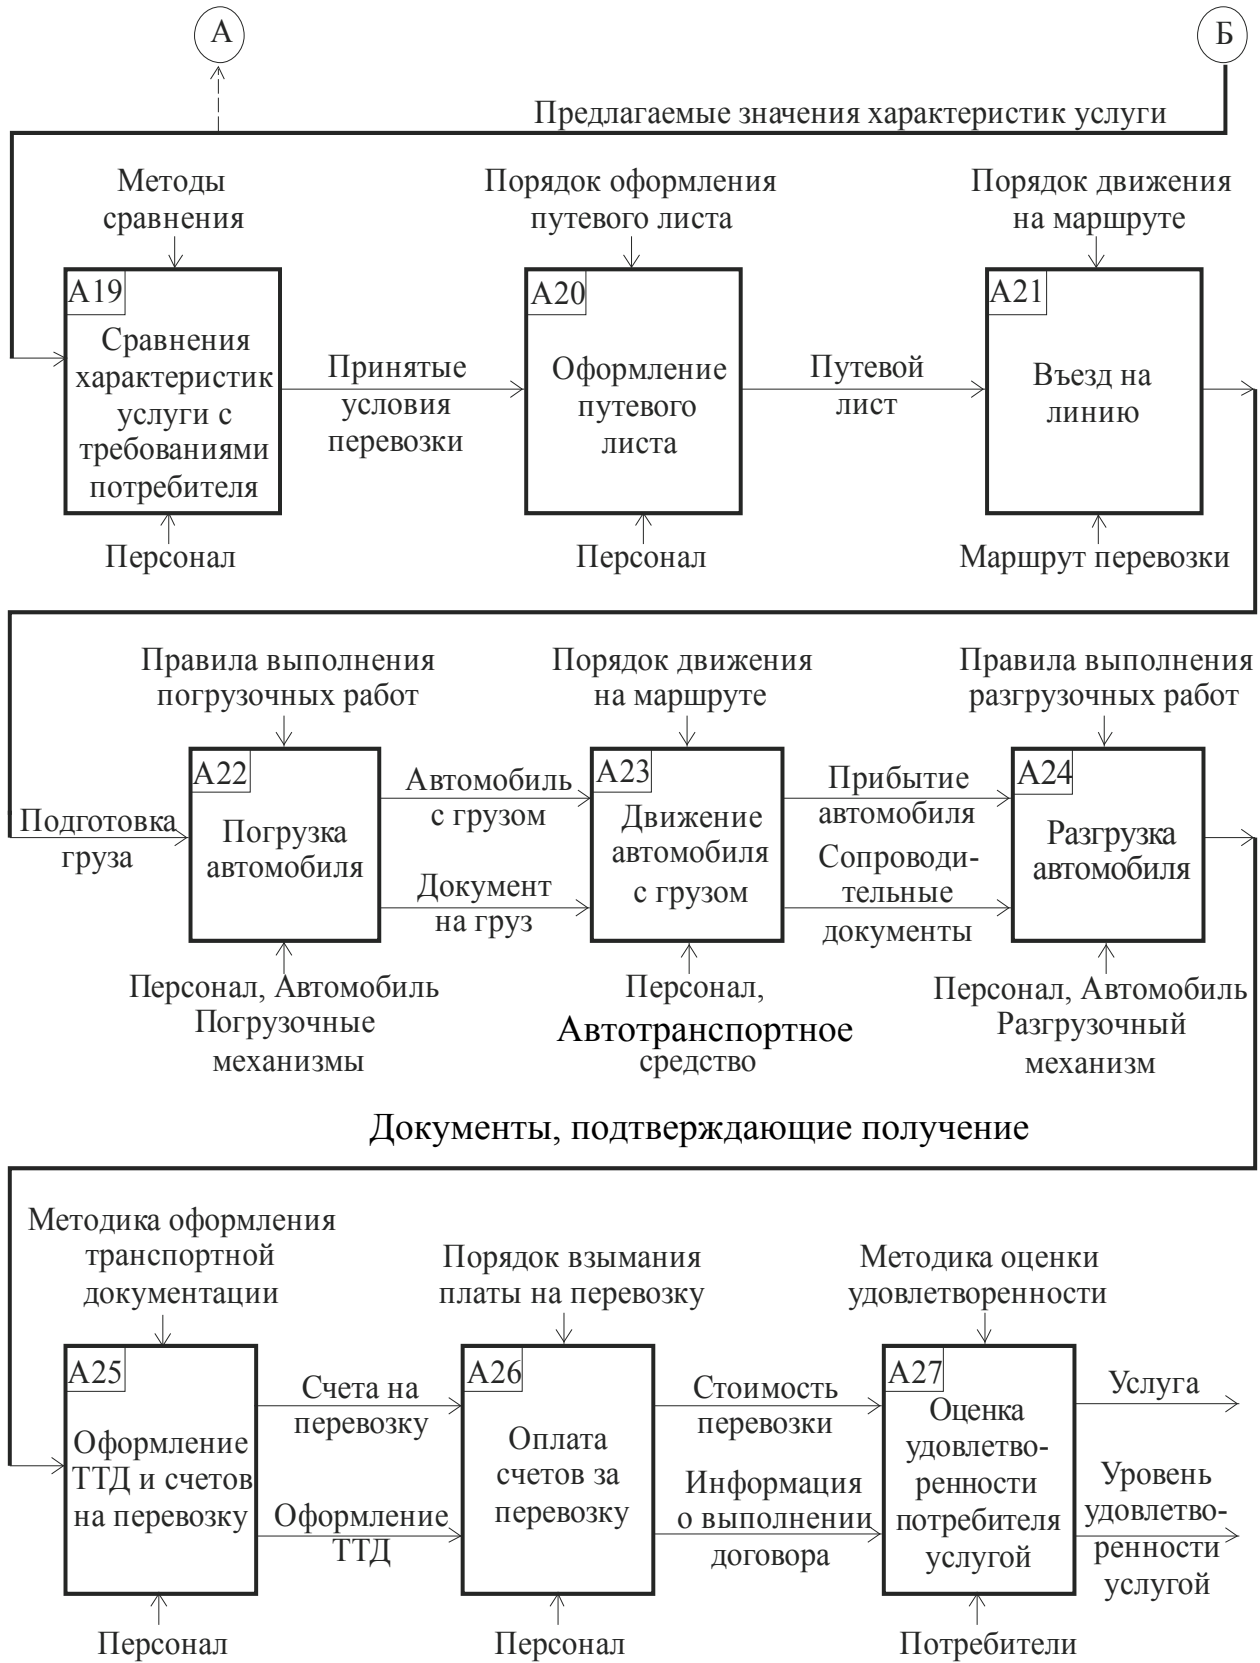 А
Б
Предлагаемые значения характеристик услуги
Методы
сравнения
Порядок оформления
путевого листа
Порядок движения
на маршруте
А19
Сравнения
характеристик
услуги с
требованиями
потребителя
Принятые
условия
перевозки
А20
Оформление
путевого
листа
Путевой
лист
А21
Въезд на
линию
Персонал
Персонал
Маршрут перевозки
Правила выполнения
погрузочных работ
Порядок движения
на маршруте
Правила выполнения
разгрузочных работ
Подготовка
груза
А22
Погрузка
автомобиля
Автомобиль
с грузом
Документ
на груз
А23
Движение
автомобиля
с грузом
Прибытие
автомобиля
Сопроводи-
тельные
документы
А24
Разгрузка
автомобиля
Персонал, Автомобиль
Погрузочные
механизмы
Персонал,
Автотранспортное
средство
Персонал, Автомобиль
Разгрузочный
механизм
Документы, подтверждающие получение
Методика оформления
транспортной
документации
Порядок взымания
платы на перевозку
Методика оценки
удовлетворенности
А25
Оформление
ТТД и счетов
на перевозку
Счета на
перевозку
Оформление
ТТД
А26
Оплата
счетов за
перевозку
Стоимость
перевозки
Информация
о выполнении
договора
А27
Оценка
удовлетво-
ренности
потребителя
услугой
Услуга
Уровень
удовлетво-
ренности
услугой
Персонал
Персонал
Потребители